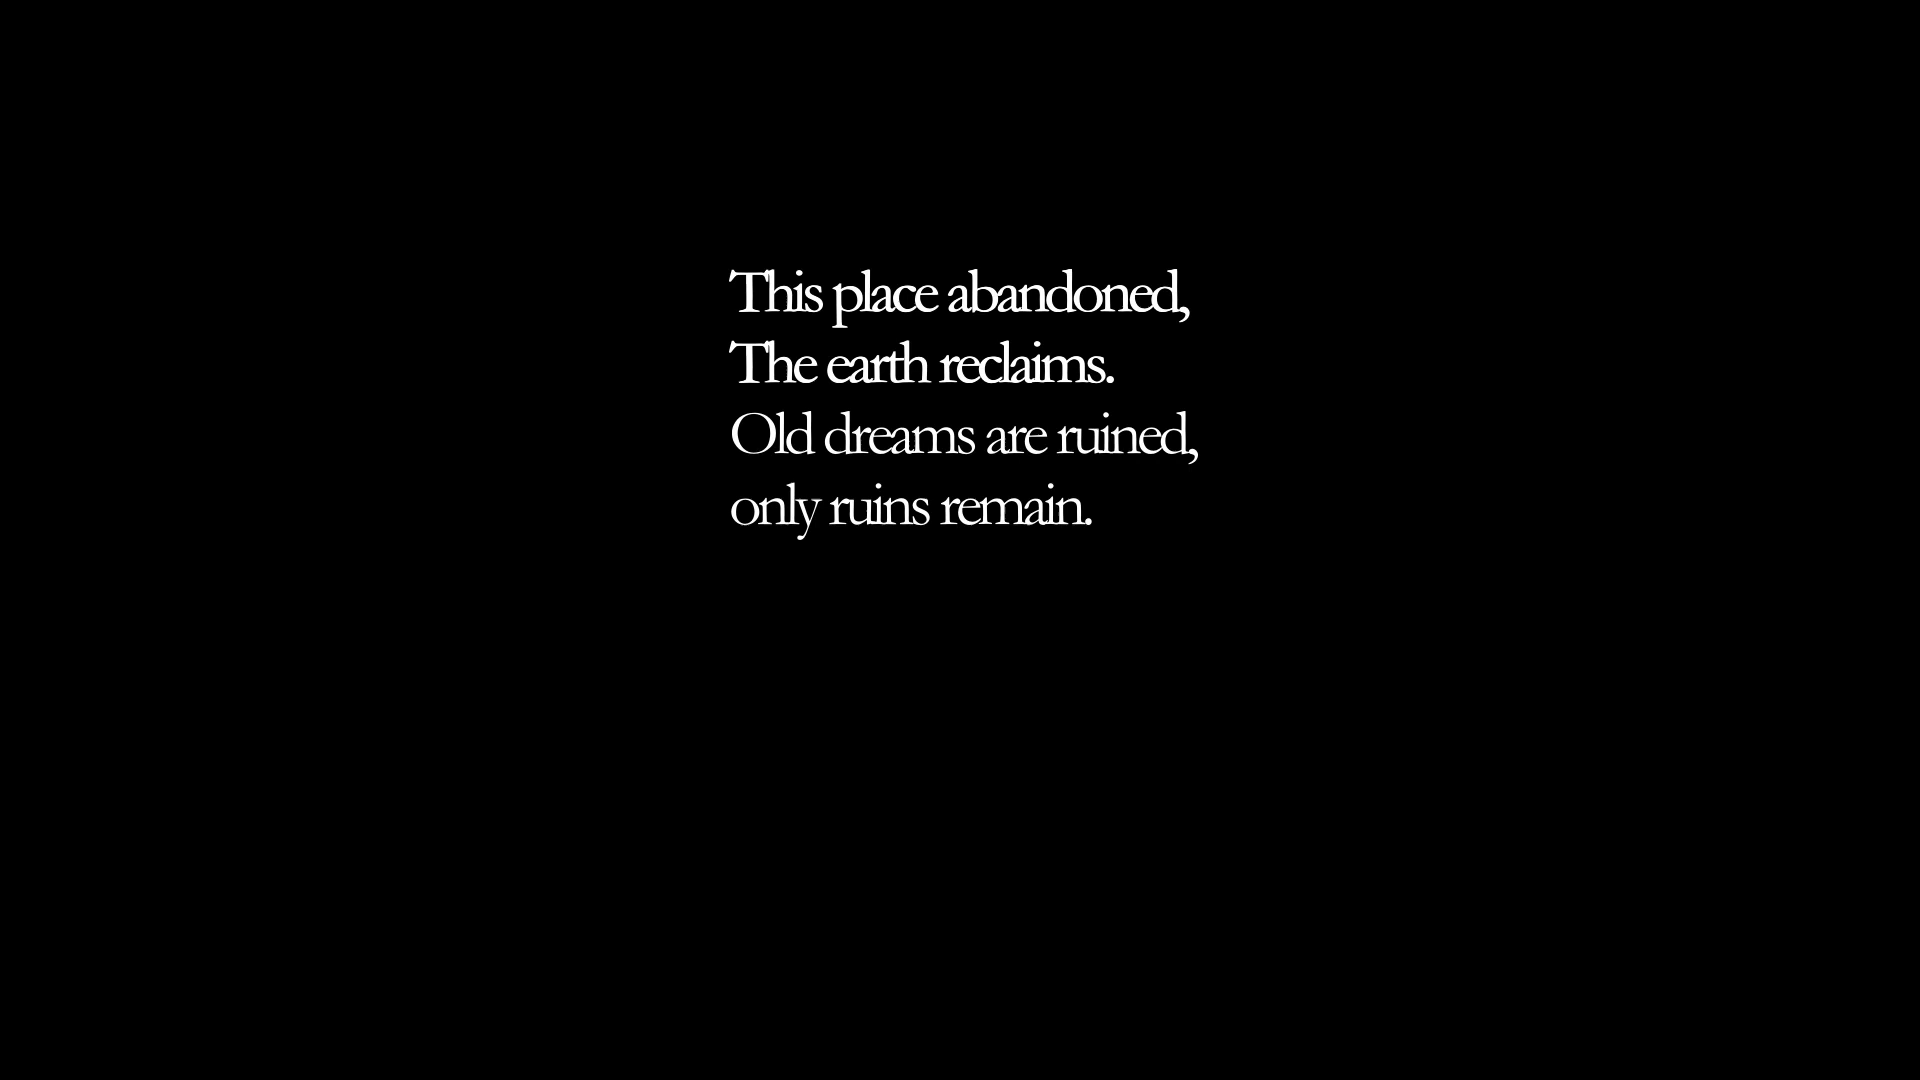 This place abandoned,
The earth reclaims.
Old dreams are ruined,
only ruins remain.